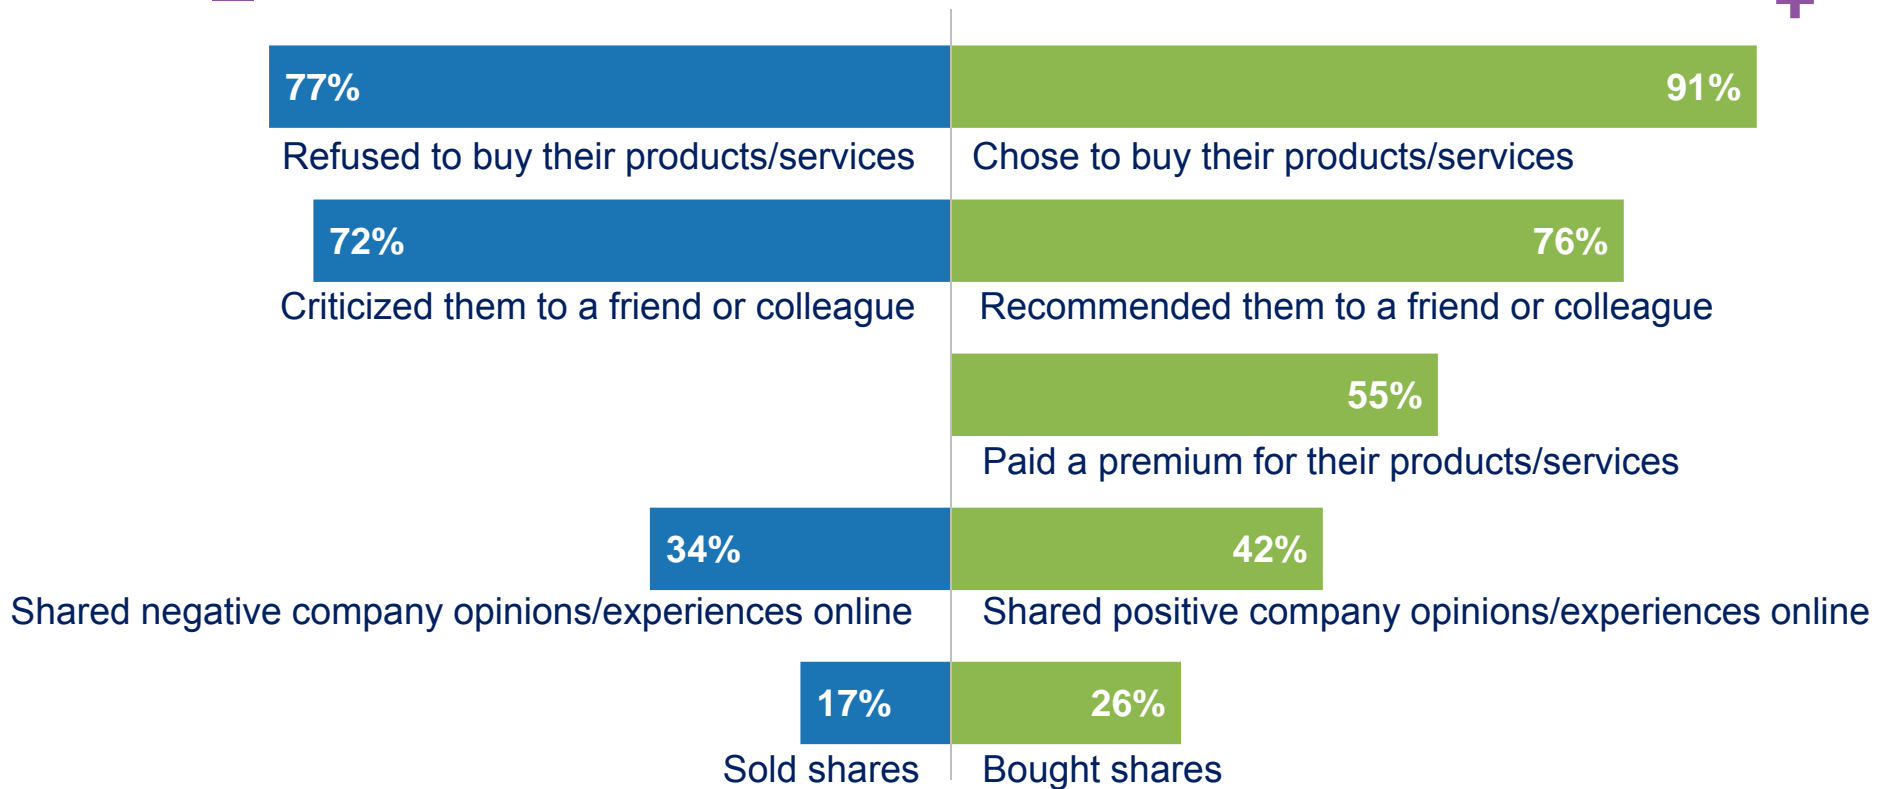 77%
91%
Refused to buy their products/services
Chose to buy their products/services
72%
76%
Criticized them to a friend or colleague
Recommended them to a friend or colleague
55%
Paid a premium for their products/services
34%
42%
Shared negative company opinions/experiences online
Shared positive company opinions/experiences online
17%
26%
Sold shares
Bought shares